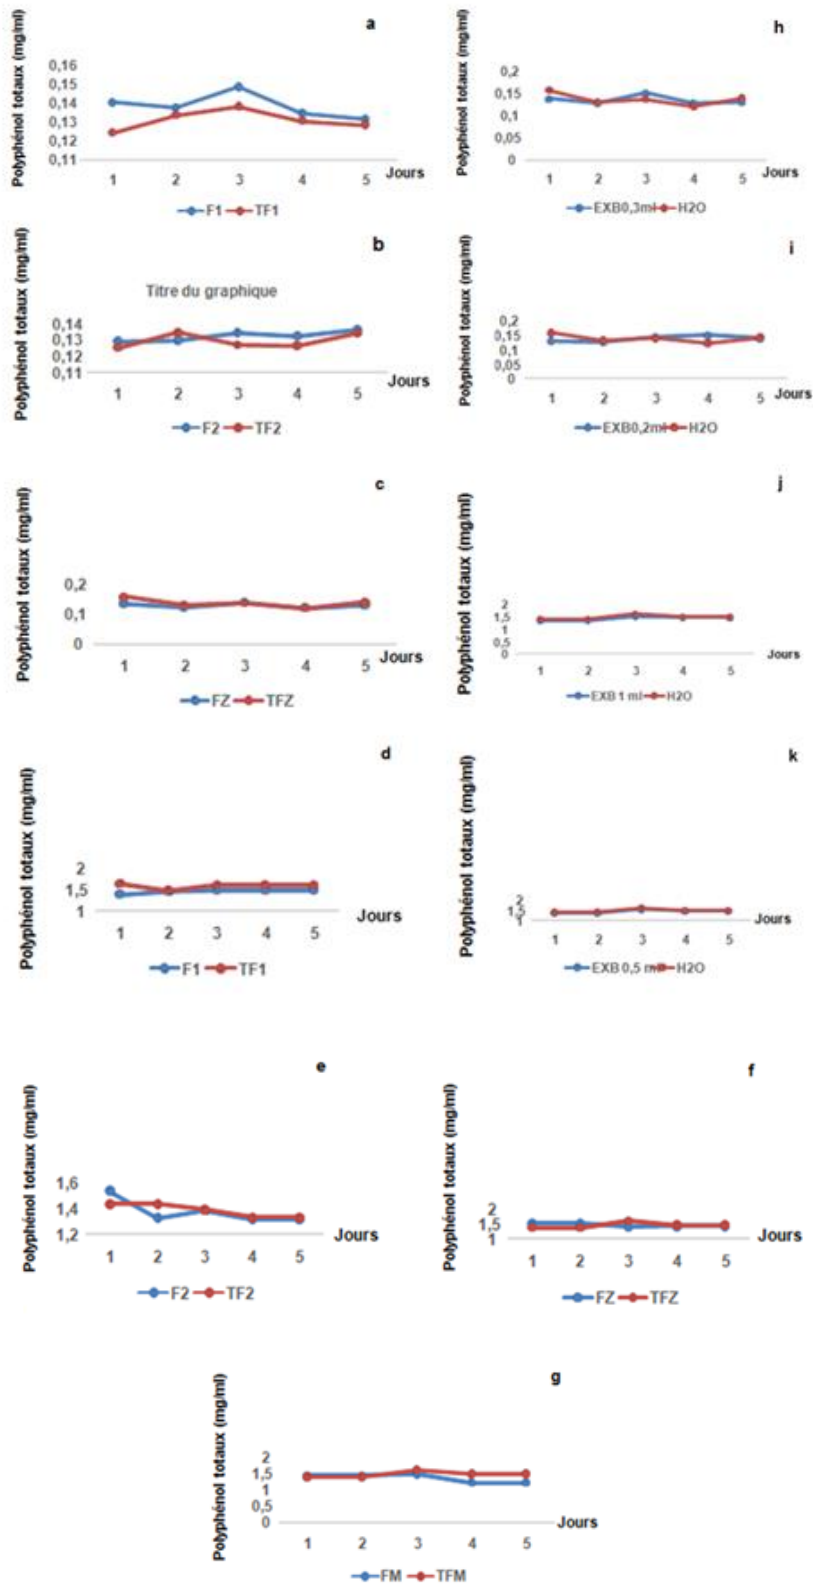 a
Polyphénol totaux (mg/ml)
0,16
0,15
0,14
0,13
0,12
0,11
1 2 3 4 5
Jours
F1 TF1
h
Polyphénol totaux (mg/ml)
0,2
0,15
0,1
0,05
0
1 2 3 4 5
Jours
EXB0,3ml H2O
b
Polyphénol totaux (mg/ml)
Titre du graphique
0,14
0,13
0,12
0,11
1 2 3 4 5
Jours
F2 TF2
i
Polyphénol totaux (mg/ml)
0,2
0,15
0,1
0,05
0
1 2 3 4 5
Jours
EXB0,2ml H2O
c
Polyphénol totaux (mg/ml)
0,2
0,1
0
1 2 3 4 5
Jours
FZ TFZ
j
Polyphénol totaux (mg/ml)
2
1,5
1
0,5
0
1 2 3 4 5
Jours
EXB 1 ml H2O
d
Polyphénol totaux (mg/ml)
2
1,5
1
1 2 3 4 5
Jours
F1 TF1
k
Polyphénol totaux (mg/ml)
2
1,5
1
1 2 3 4 5
Jours
EXB 0,5 ml H2O
e
Polyphénol totaux (mg/ml)
1,6
1,4
1,2
1 2 3 4 5
Jours
F2 TF2
f
Polyphénol totaux (mg/ml)
2
1,5
1
1 2 3 4 5
Jours
FZ TFZ
g
Polyphénol totaux (mg/ml)
2
1,5
1
0,5
0
1 2 3 4 5
Jours
FM TFM